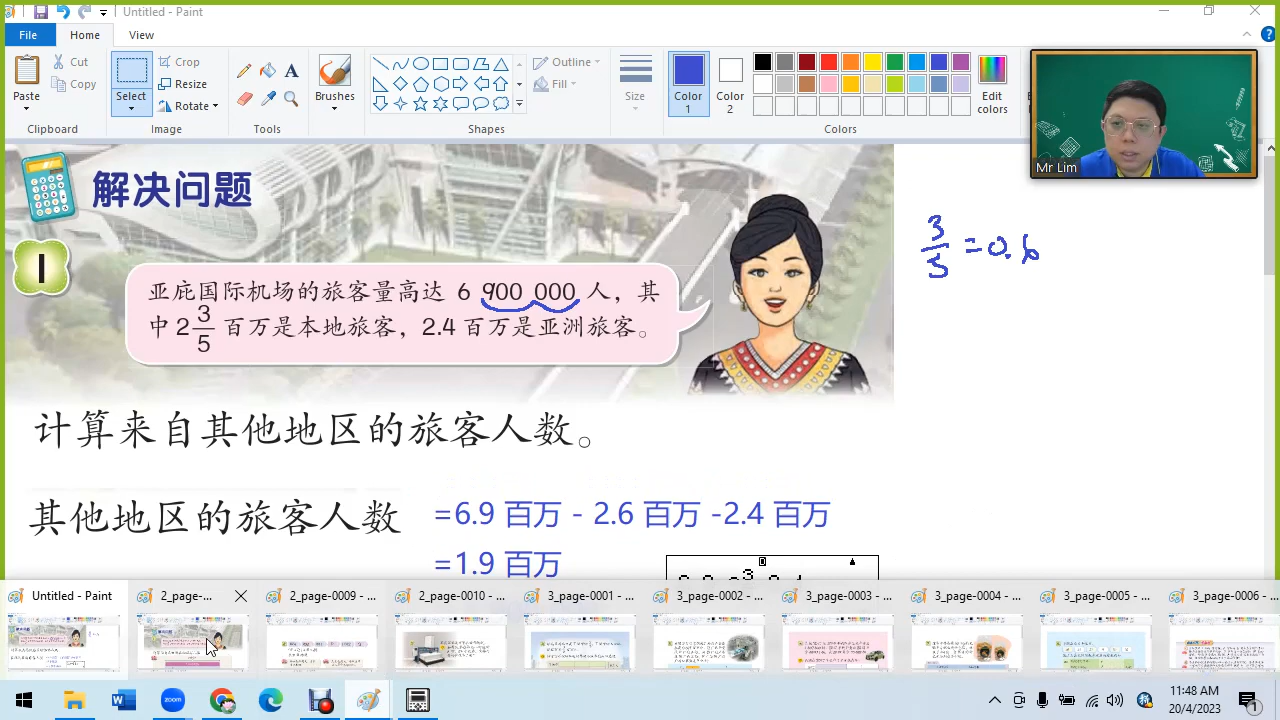 Untitled - Paint
File Home View
Paste
Cut
Copy
Clipboard
Select
Crop
Resize
Rotate
Image
Tools
Brushes
Outline
Fill
Shapes
Size
Color 1
Color 2
Edit colors
Colors
Mr Lim
解决问题
1
亚庇国际机场的旅客量高达 6 900 000 人，其
中 2 3/5 百万是本地旅客，2.4 百万是亚洲旅客。
3/5 = 0.6
计算来自其他地区的旅客人数。
其他地区的旅客人数 =6.9 百万 - 2.6 百万 -2.4 百万
=1.9 百万
Untitled - Paint
2_page-...
2_page-0009 - ...
2_page-0010 - ...
3_page-0001 - ...
3_page-0002 - ...
3_page-0003 - ...
3_page-0004 - ...
3_page-0005 - ...
3_page-0006 - ...
zoom
11:48 AM
20/4/2023
1